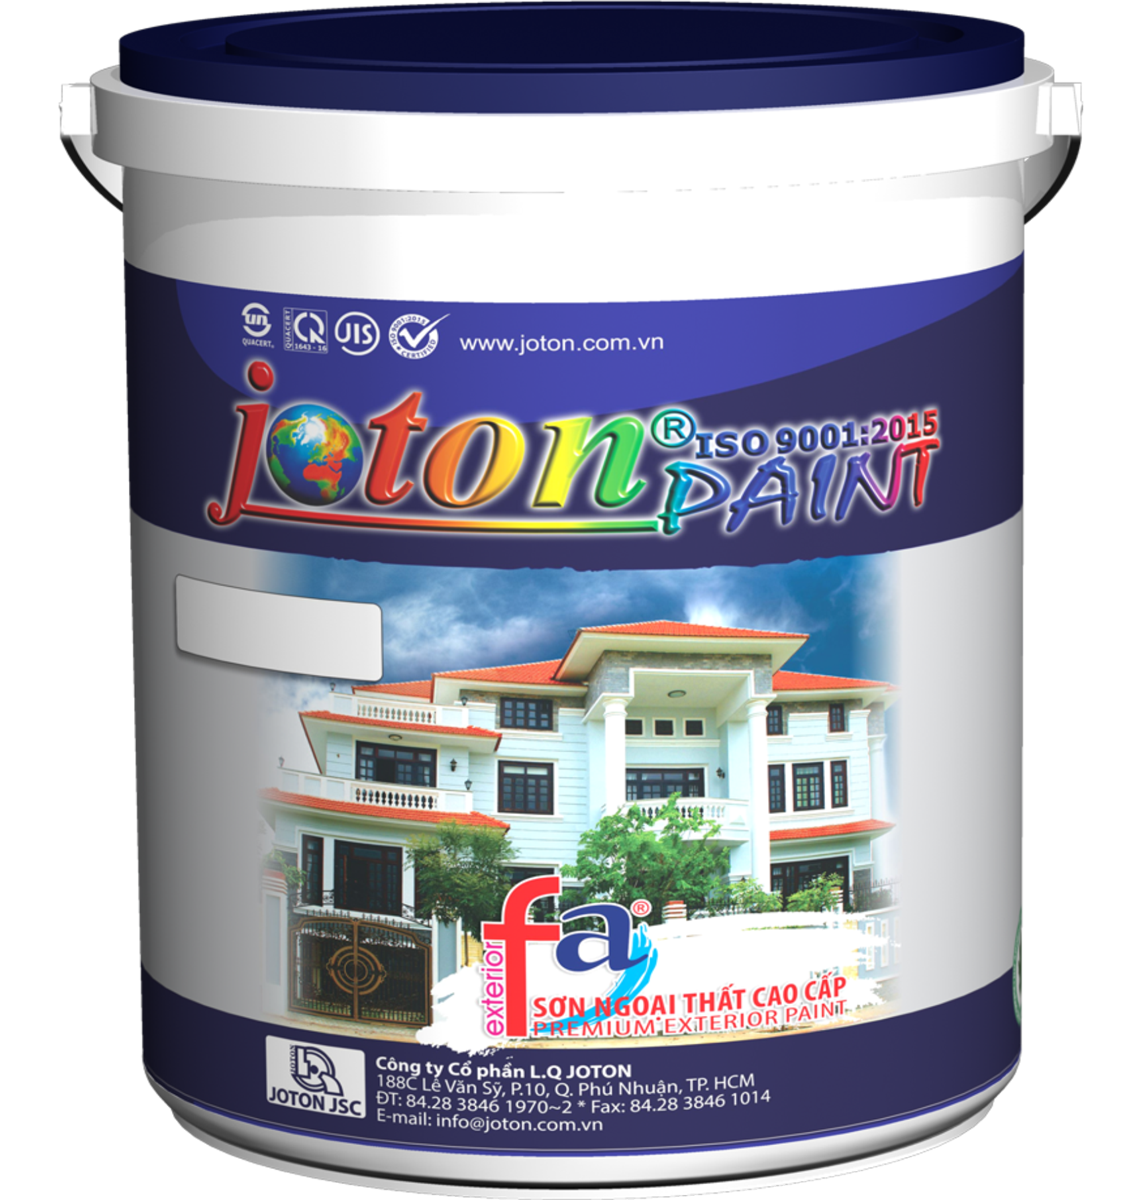 QUACERT®
QUACERT
1643 - 16
JIS
ISO 9001:2015
CERTIFIED
www.joton.com.vn
joton®
ISO 9001:2015
PAINT
exterior
fa®
SƠN NGOẠI THẤT CAO CẤP
PREMIUM EXTERIOR PAINT
JOTON
JOTON JSC
Công ty Cổ phần L.Q JOTON
188C Lê Văn Sỹ, P.10, Q. Phú Nhuận, TP. HCM
ĐT: 84.28 3846 1970~2 * Fax: 84.28 3846 1014
E-mail: info@joton.com.vn